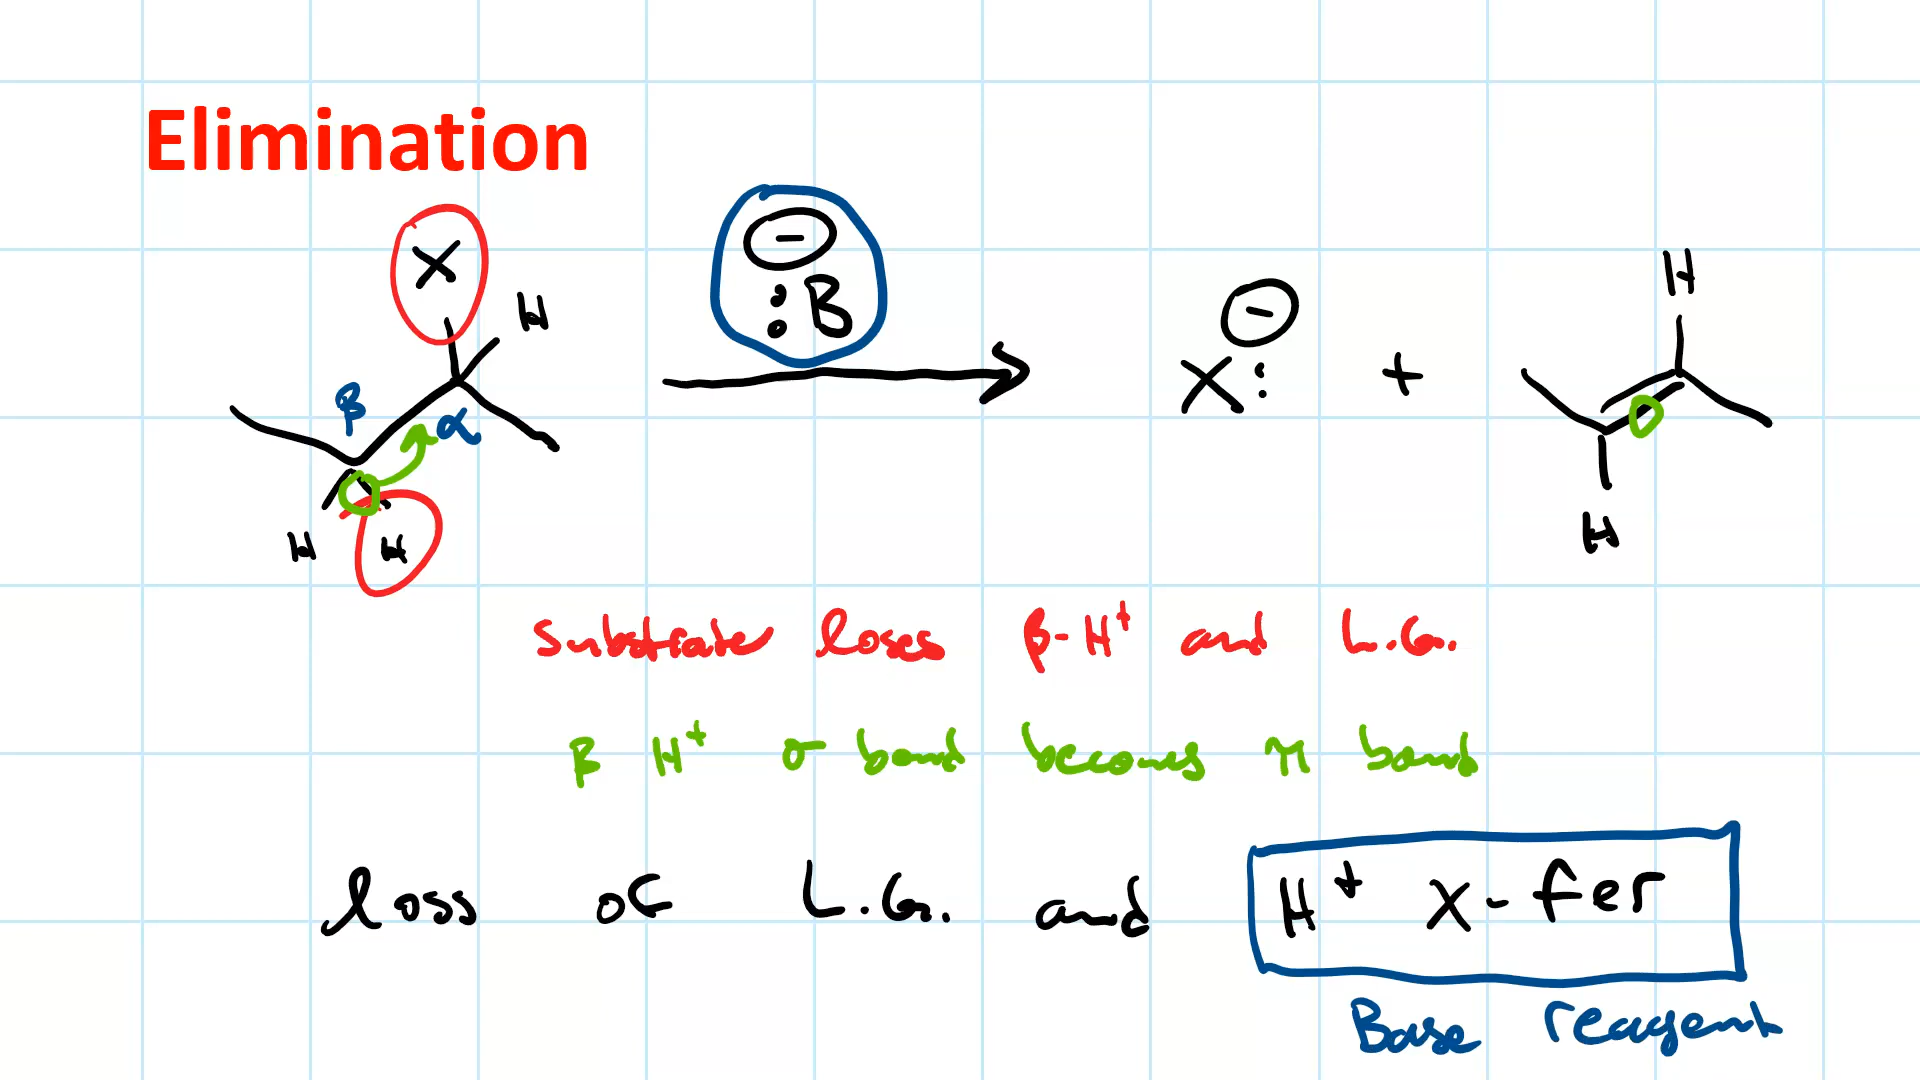 Elimination
X
H
⊖
:B
X:⊖ +
H
β
α
H H
H
Substrate loses β-H⁺ and L.G.
β H⁺ σ bond becomes π bond
loss of L.G. and H⁺ X-fer
Base reagent